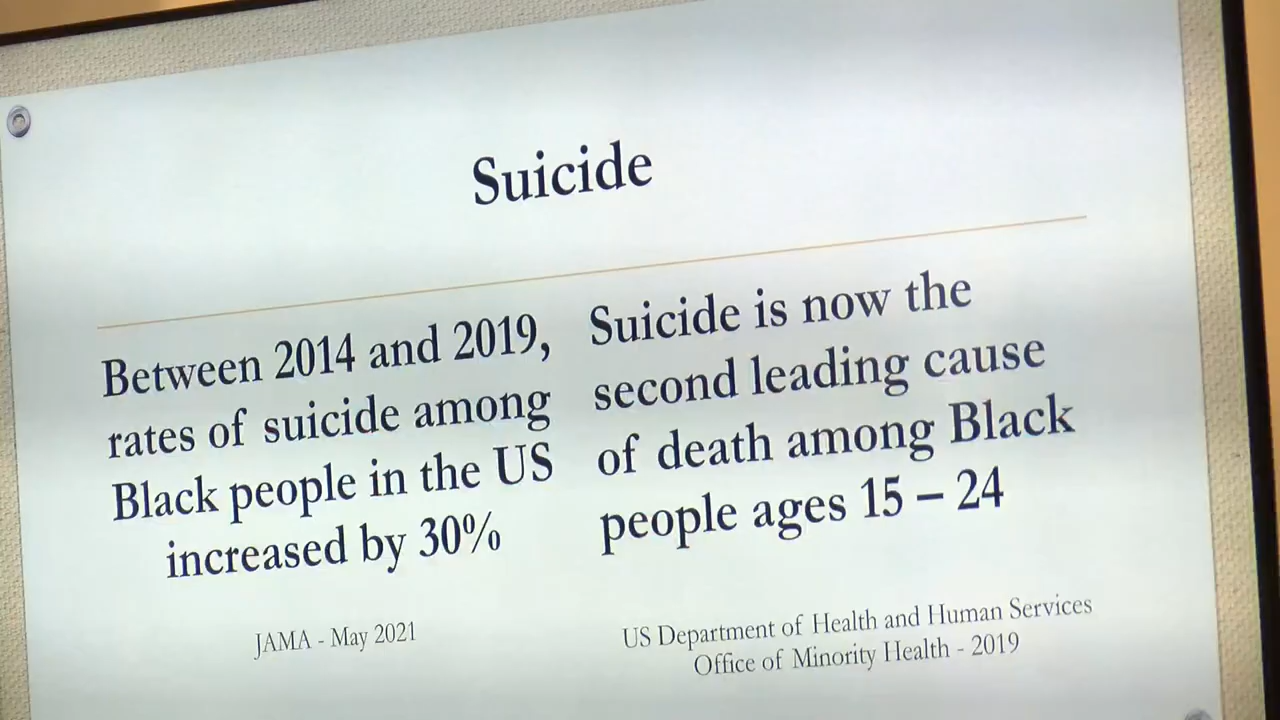 Suicide
Between 2014 and 2019,
rates of suicide among
Black people in the US
increased by 30%
JAMA - May 2021
Suicide is now the
second leading cause
of death among Black
people ages 15 – 24
US Department of Health and Human Services
Office of Minority Health - 2019